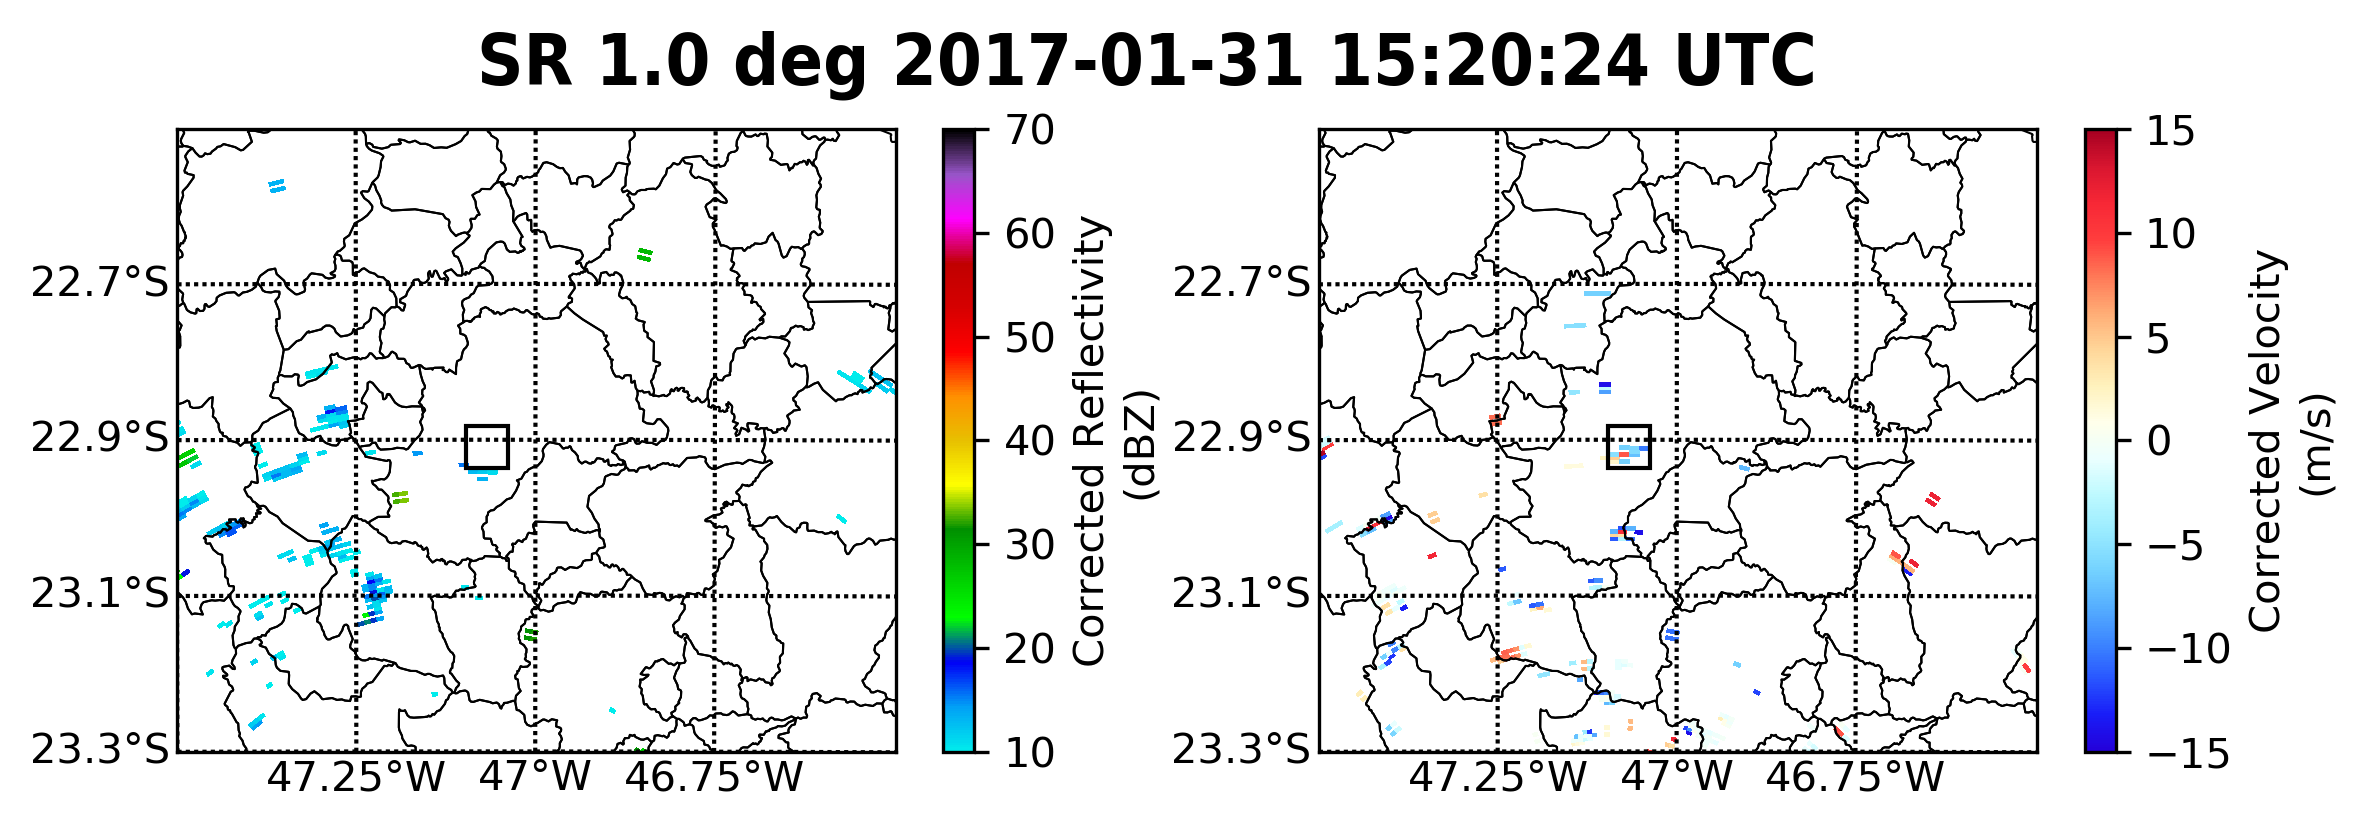 SR 1.0 deg 2017-01-31 15:20:24 UTC
22.7°S
22.9°S
23.1°S
23.3°S
47.25°W 47°W 46.75°W
70
60
50
40
30
20
10
Corrected Reflectivity
(dBZ)
22.7°S
22.9°S
23.1°S
23.3°S
47.25°W 47°W 46.75°W
15
10
5
0
−5
−10
−15
Corrected Velocity
(m/s)